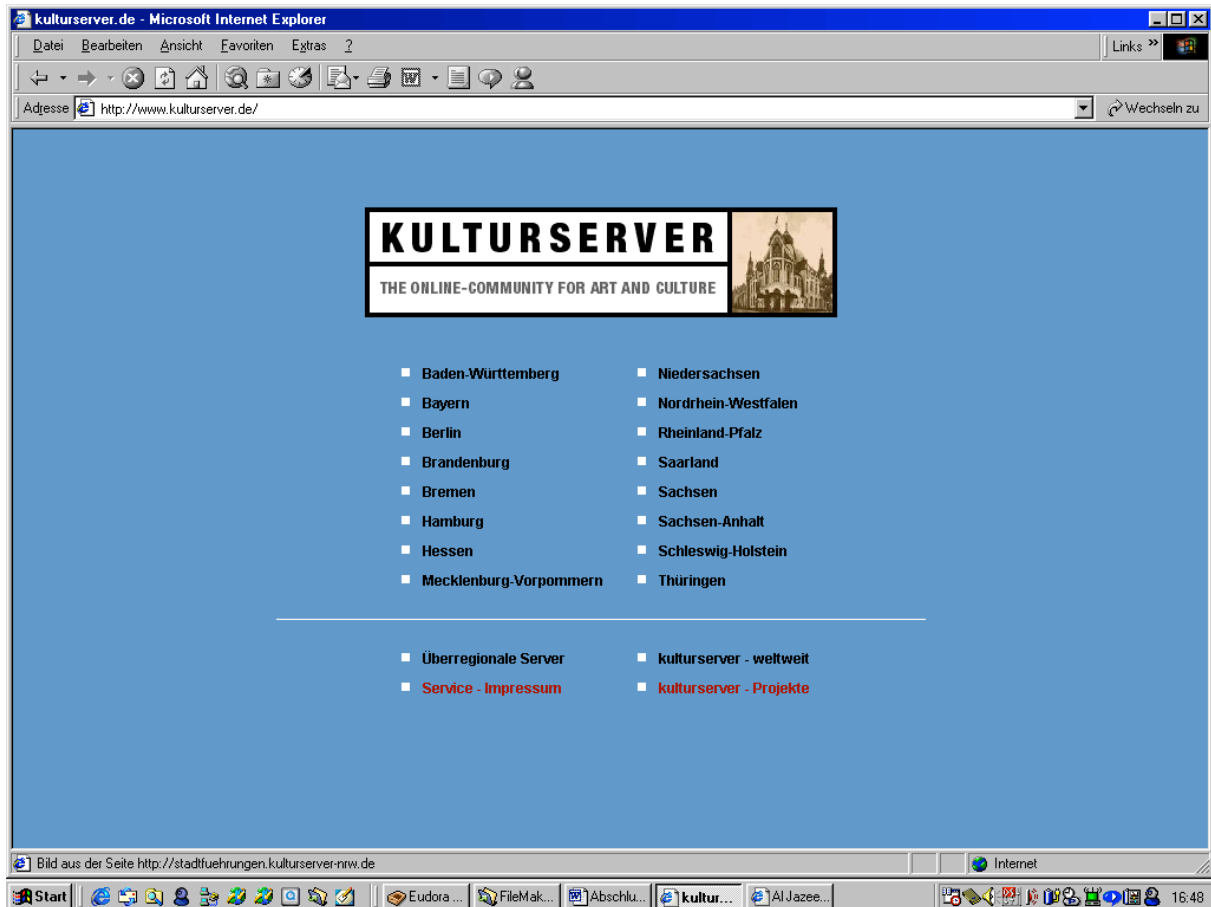 kulturserver.de - Microsoft Internet Explorer
Datei Bearbeiten Ansicht Favoriten Extras ? Links »
Adresse http://www.kulturserver.de/ Wechseln zu
KULTURSERVER
THE ONLINE-COMMUNITY FOR ART AND CULTURE
Baden-Württemberg Niedersachsen
Bayern Nordrhein-Westfalen
Berlin Rheinland-Pfalz
Brandenburg Saarland
Bremen Sachsen
Hamburg Sachsen-Anhalt
Hessen Schleswig-Holstein
Mecklenburg-Vorpommern Thüringen
Überregionale Server kulturserver - weltweit
Service - Impressum kulturserver - Projekte
Bild aus der Seite http://stadtfuehrungen.kulturserver-nrw.de Internet
Start Eudora ... FileMak... Abschlu... kultur... Al Jazee... 16:48